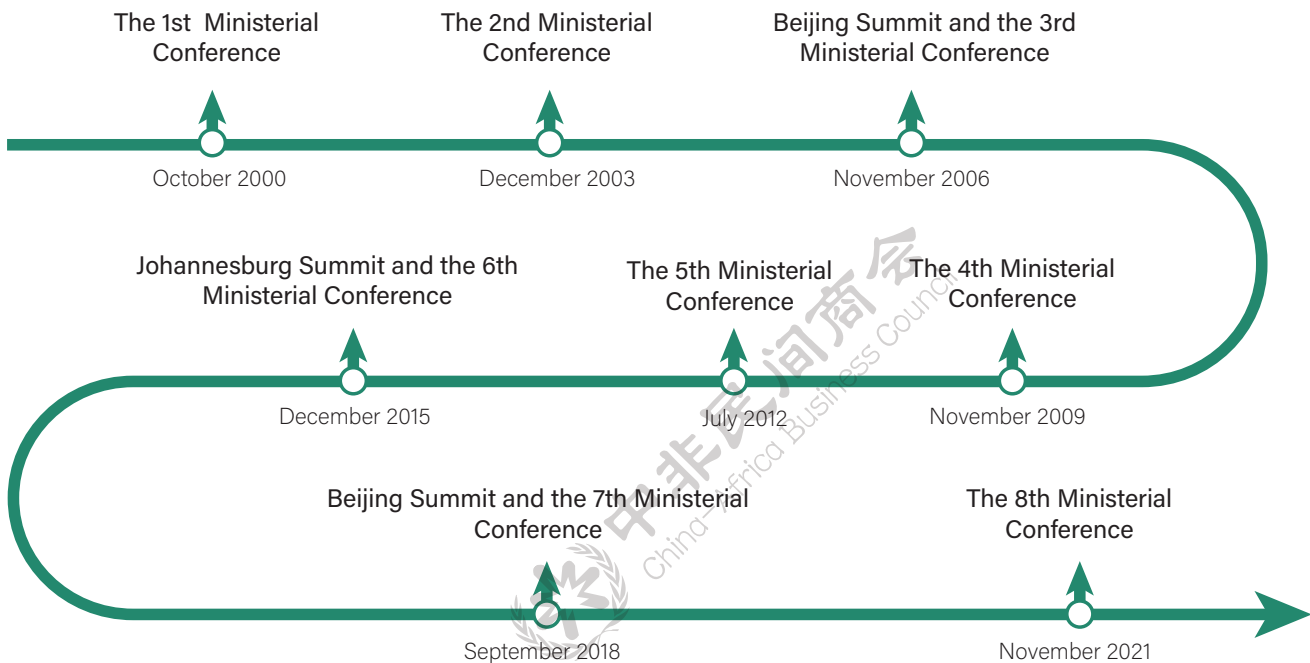 The 1st Ministerial
Conference
The 2nd Ministerial
Conference
Beijing Summit and the 3rd
Ministerial Conference
October 2000
December 2003
November 2006
Johannesburg Summit and the 6th
Ministerial Conference
The 5th Ministerial
Conference
The 4th Ministerial
Conference
December 2015
July 2012
November 2009
Beijing Summit and the 7th Ministerial
Conference
The 8th Ministerial
Conference
September 2018
November 2021
中非民间商会
China-Africa Business Council